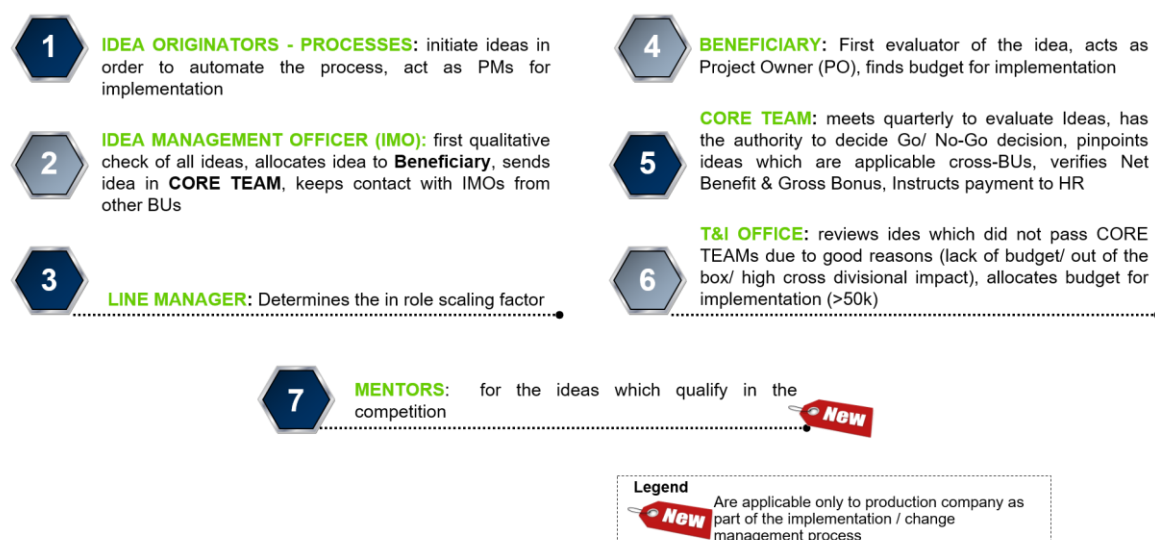 1
IDEA ORIGINATORS - PROCESSES: initiate ideas in
order to automate the process, act as PMs for
implementation
2
IDEA MANAGEMENT OFFICER (IMO): first qualitative
check of all ideas, allocates idea to Beneficiary, sends
idea in CORE TEAM, keeps contact with IMOs from
other BUs
3
LINE MANAGER: Determines the in role scaling factor
4
BENEFICIARY: First evaluator of the idea, acts as
Project Owner (PO), finds budget for implementation
5
CORE TEAM: meets quarterly to evaluate Ideas, has
the authority to decide Go/ No-Go decision, pinpoints
ideas which are applicable cross-BUs, verifies Net
Benefit & Gross Bonus, Instructs payment to HR
6
T&I OFFICE: reviews ides which did not pass CORE
TEAMs due to good reasons (lack of budget/ out of the
box/ high cross divisional impact), allocates budget for
implementation (>50k)
7
MENTORS: for the ideas which qualify in the
competition
New
Legend
New
Are applicable only to production company as
part of the implementation / change
management process